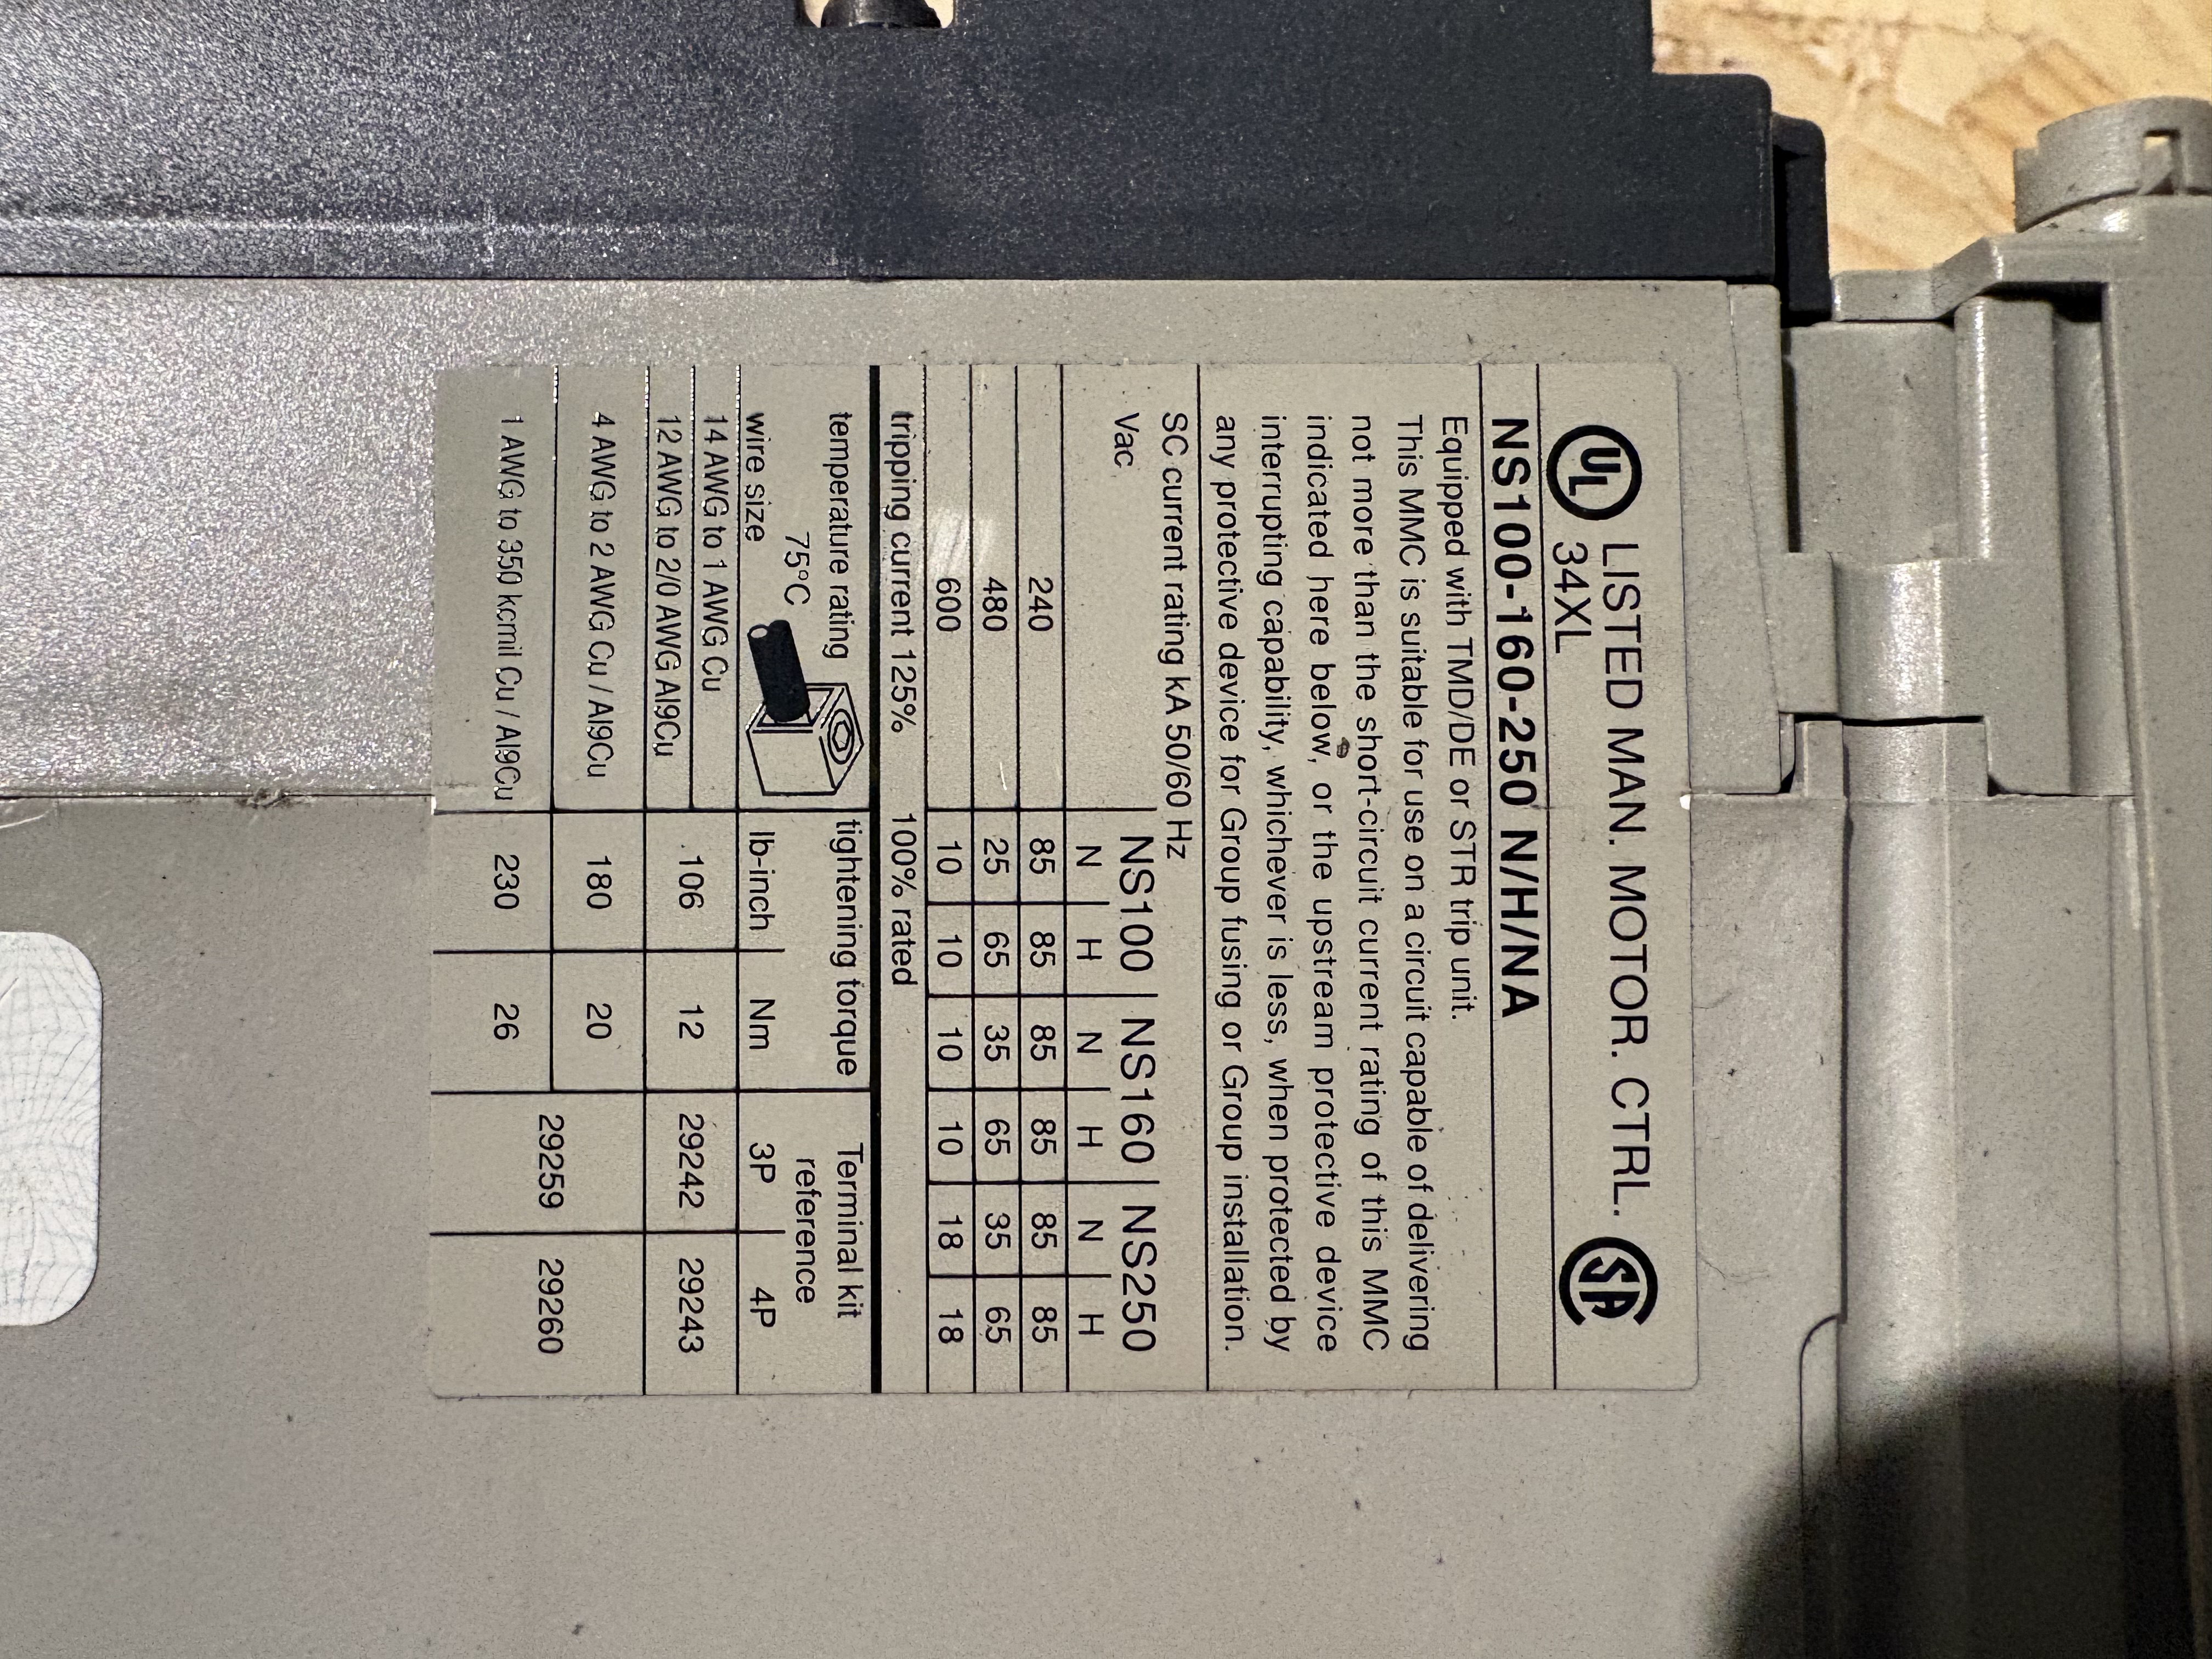 UL LISTED MAN. MOTOR. CTRL. SA
34XL
NS100-160-250 N/H/NA
Equipped with TMD/DE or STR trip unit.
This MMC is suitable for use on a circuit capable of delivering
not more than the short-circuit current rating of this MMC
indicated here below, or the upstream protective device
interrupting capability, whichever is less, when protected by
any protective device for Group fusing or Group installation.
SC current rating kA 50/60 Hz
NS100 NS160 NS250
Vac N H N H N H
240 85 85 85 85 85 85
480 25 65 35 65 35 65
600 10 10 10 10 18 18
tripping current 125% 100% rated
temperature rating tightening torque Terminal kit
75°C reference
wire size lb-inch Nm 3P 4P
14 AWG to 1 AWG Cu
12 AWG to 2/0 AWG Al9Cu 106 12 29242 29243
4 AWG to 2 AWG Cu / Al9Cu 180 20
29259 29260
1 AWG to 350 kcmil Cu / Al9Cu 230 26